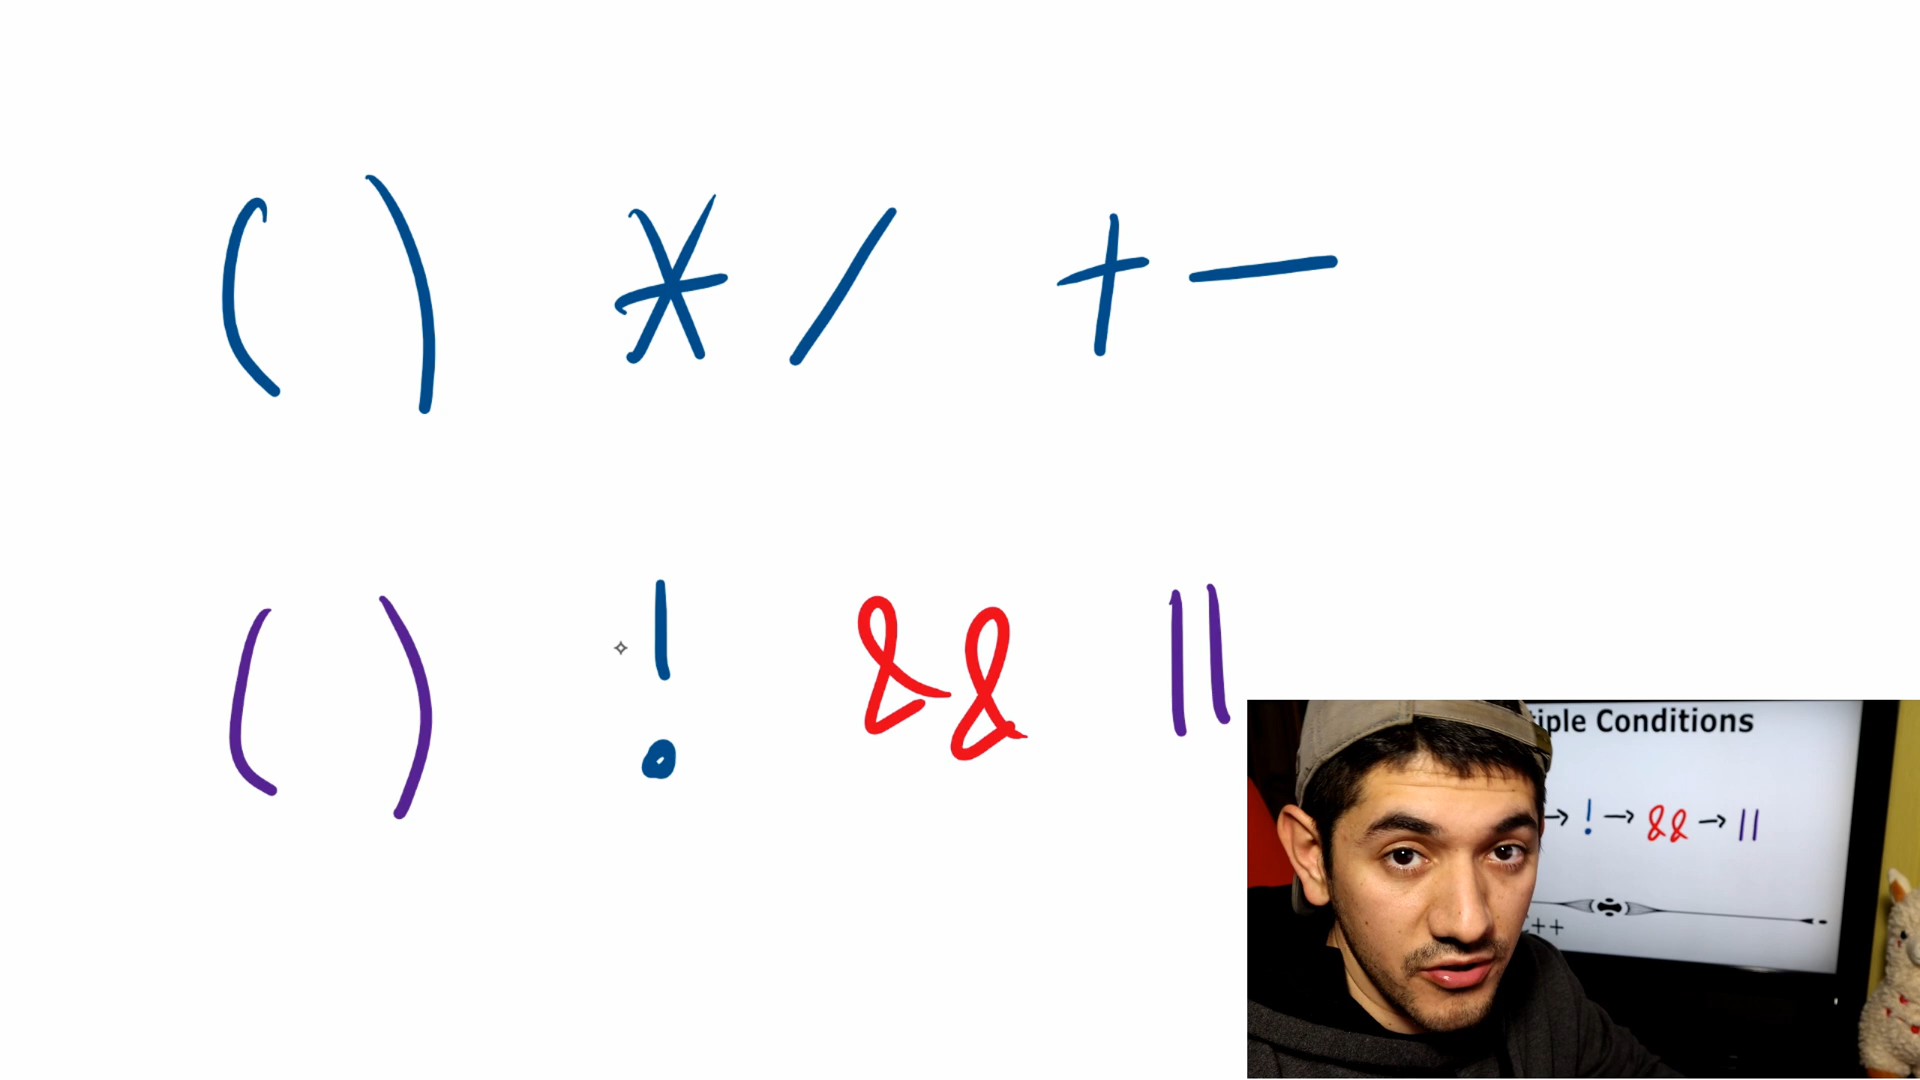 ( ) * / + -
( ) ! && ||
iple Conditions
→ ! → && → ||
++